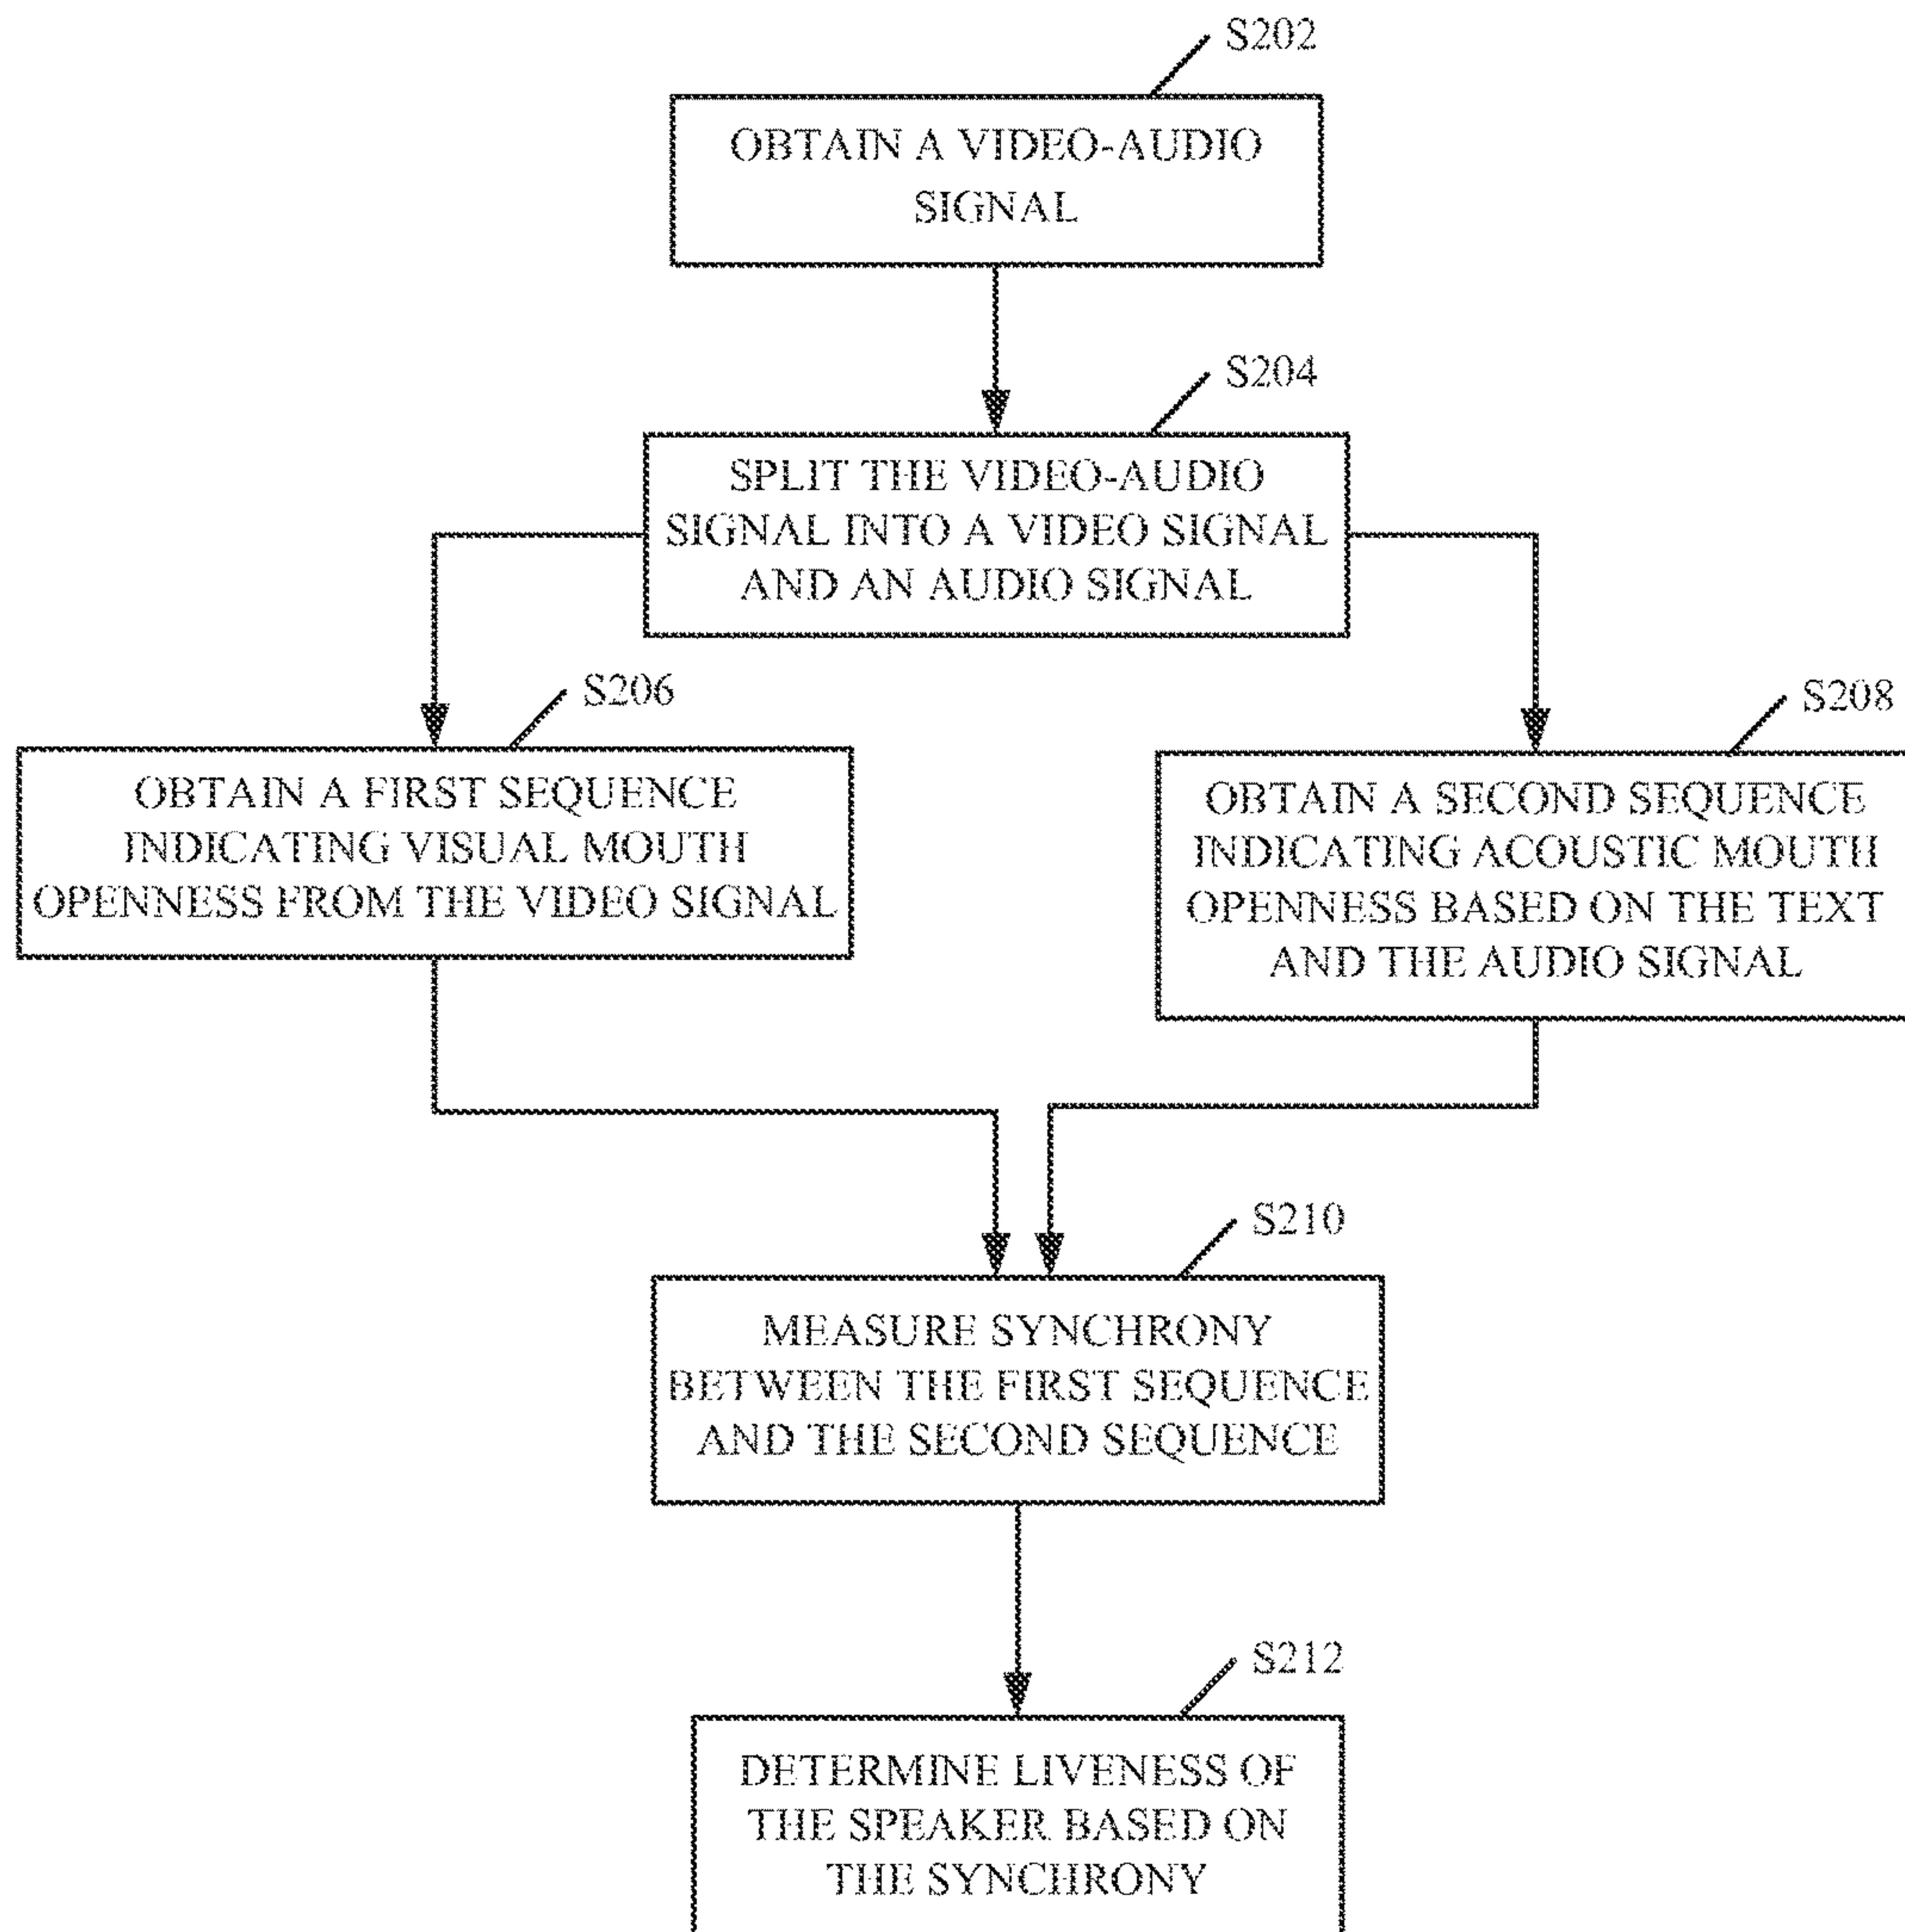 S202
OBTAIN A VIDEO-AUDIO
SIGNAL
S204
SPLIT THE VIDEO-AUDIO
SIGNAL INTO A VIDEO SIGNAL
AND AN AUDIO SIGNAL
S206
OBTAIN A FIRST SEQUENCE
INDICATING VISUAL MOUTH
OPENNESS FROM THE VIDEO SIGNAL
S208
OBTAIN A SECOND SEQUENCE
INDICATING ACOUSTIC MOUTH
OPENNESS BASED ON THE TEXT
AND THE AUDIO SIGNAL
S210
MEASURE SYNCHRONY
BETWEEN THE FIRST SEQUENCE
AND THE SECOND SEQUENCE
S212
DETERMINE LIVENESS OF
THE SPEAKER BASED ON
THE SYNCHRONY